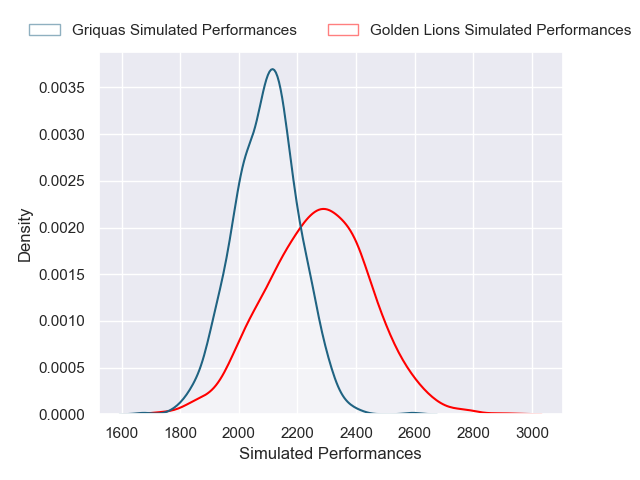 Griquas Simulated Performances
Golden Lions Simulated Performances
0.0035
0.0030
0.0025
0.0020
0.0015
0.0010
0.0005
0.0000
Density
1600 1800 2000 2200 2400 2600 2800 3000
Simulated Performances